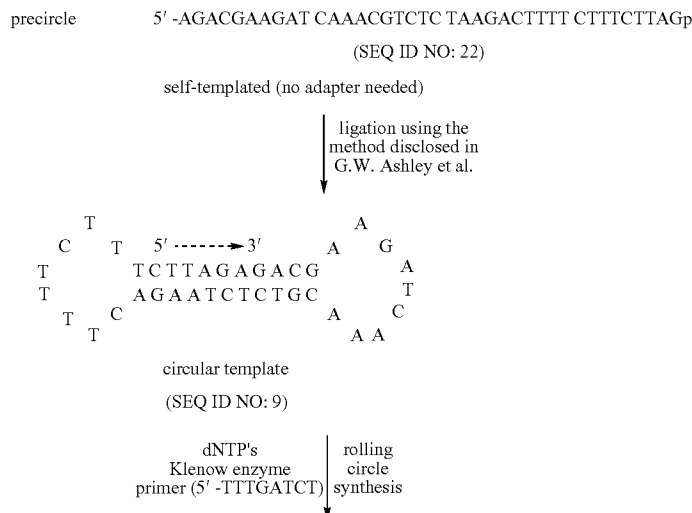 precircle 5' -AGACGAAGAT CAAACGTCTC TAAGACTTTT CTTTCTTAGp
(SEQ ID NO: 22)
self-templated (no adapter needed)
ligation using the
method disclosed in
G.W. Ashley et al.
T A
C T 5' 3' A G
T T C T T A G A G A C G A
T A G A A T C T C T G C T
T C A C
T A A
circular template
(SEQ ID NO: 9)
dNTP's rolling
Klenow enzyme circle
primer (5' -TTTGATCT) synthesis